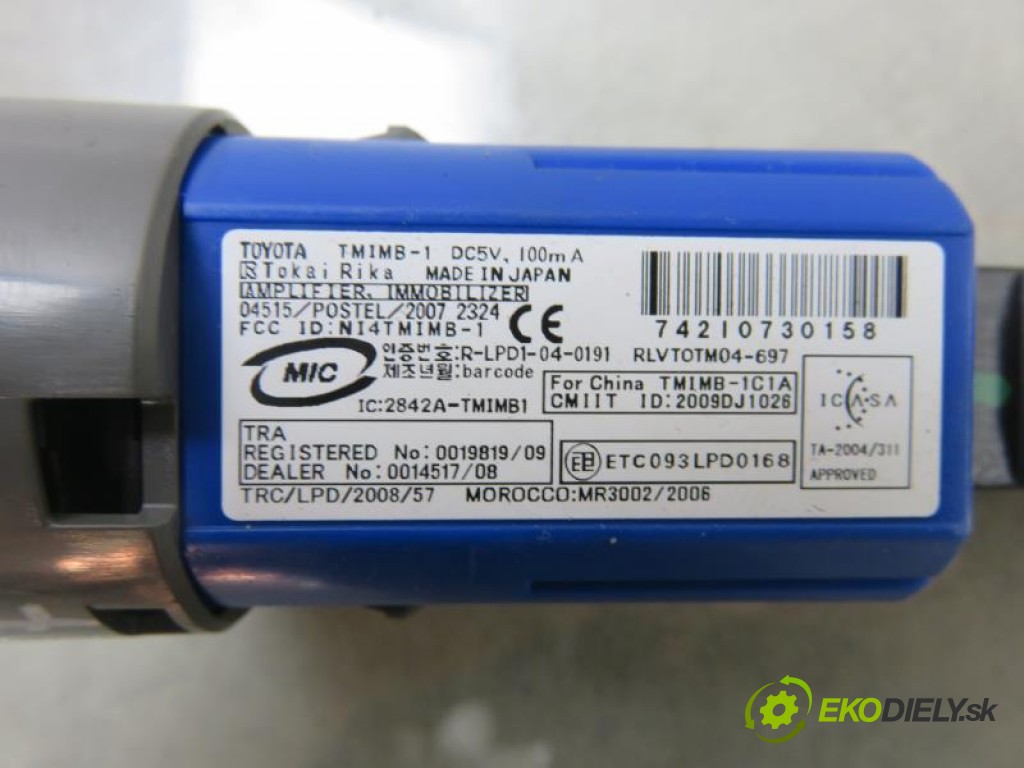 TOYOTA TMIMB-1 DC5V, 100mA
Tokai Rika MADE IN JAPAN
AMPLIFIER, IMMOBILIZER
04515/POSTEL/2007 2324
FCC ID:NI4TMIMB-1
CE
742I0730158
MIC
인증번호:R-LPD1-04-0191 RLVTOTM04-697
제조년월:barcode
IC:2842A-TMIMB1
For China TMIMB-1C1A
CMIIT ID:2009DJ1026
ICASA
TA-2004/311
APPROVED
TRA
REGISTERED No:0019819/09
DEALER No:0014517/08
ETC093LPD0168
TRC/LPD/2008/57 MOROCCO:MR3002/2006
EKODIELY.sk